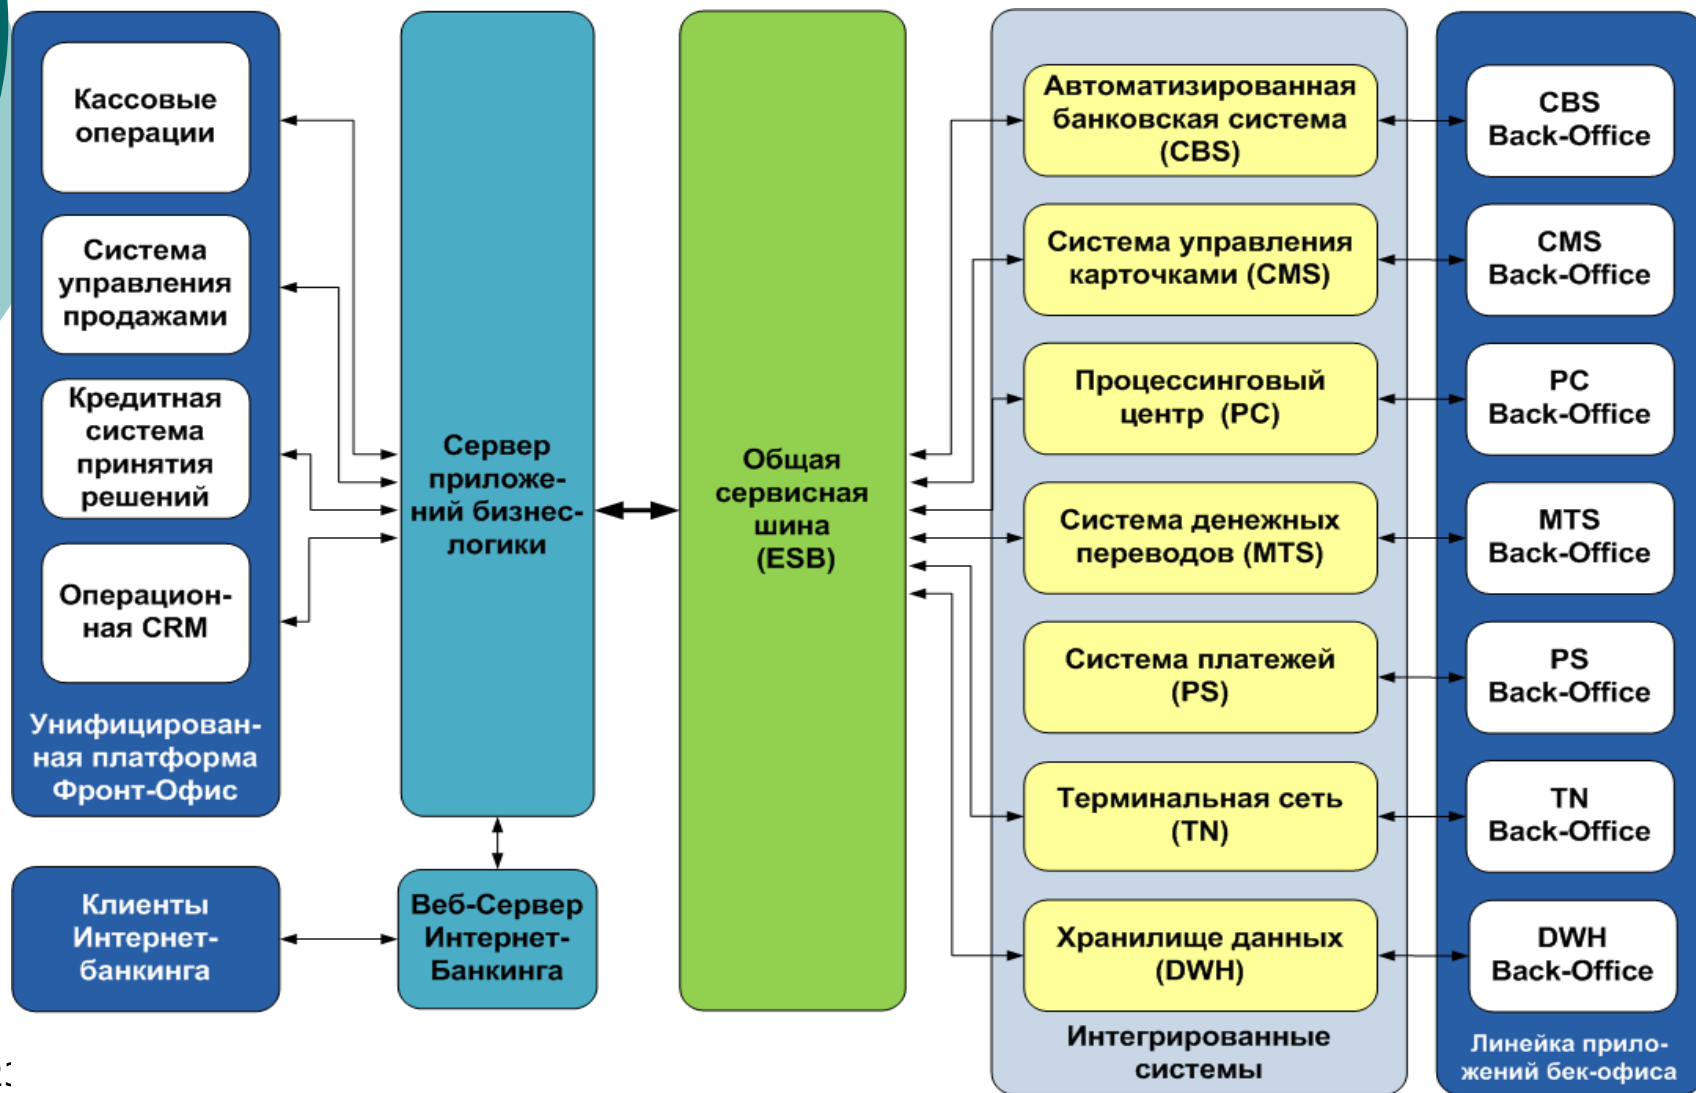 Кассовые
операции
Система
управления
продажами
Кредитная
система
принятия
решений
Операцион-
ная CRM
Унифицирован-
ная платформа
Фронт-Офис
Клиенты
Интернет-
банкинга
Сервер
приложе-
ний бизнес-
логики
Веб-Сервер
Интернет-
Банкинга
Общая
сервисная
шина
(ESB)
Автоматизированная
банковская система
(CBS)
Система управления
карточками (CMS)
Процессинговый
центр (PC)
Система денежных
переводов (MTS)
Система платежей
(PS)
Терминальная сеть
(TN)
Хранилище данных
(DWH)
Интегрированные
системы
CBS
Back-Office
CMS
Back-Office
PC
Back-Office
MTS
Back-Office
PS
Back-Office
TN
Back-Office
DWH
Back-Office
Линейка прило-
жений бек-офиса